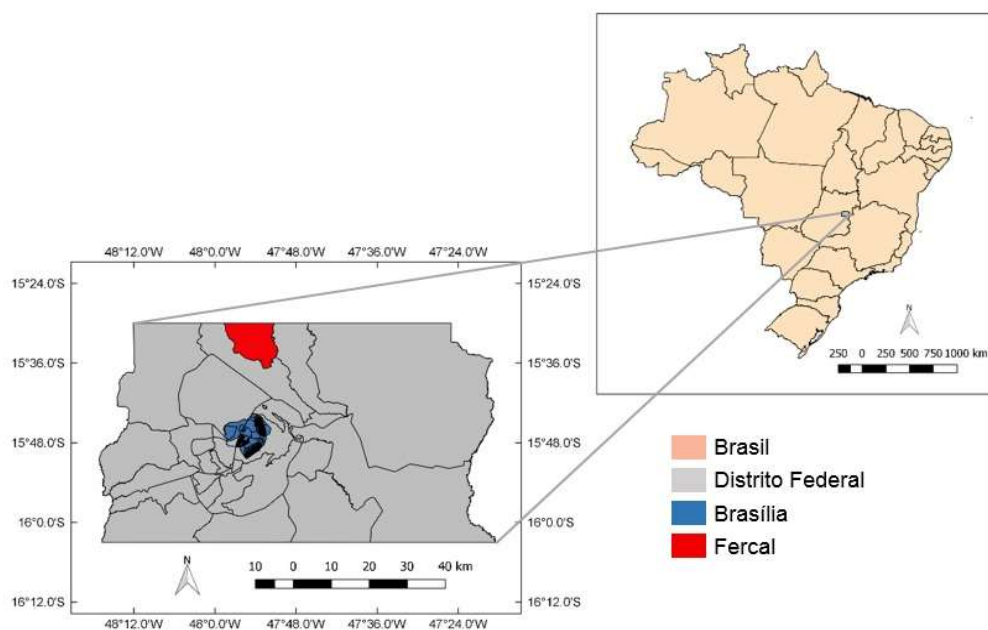 48°12.0'W 48°0.0'W 47°48.0'W 47°36.0'W 47°24.0'W
15°24.0'S 15°24.0'S
15°36.0'S 15°36.0'S
15°48.0'S 15°48.0'S
16°0.0'S 16°0.0'S
16°12.0'S 16°12.0'S
N
10 0 10 20 30 40 km
48°12.0'W 48°0.0'W 47°48.0'W 47°36.0'W 47°24.0'W
N
250 0 250 500 750 1000 km
Brasil
Distrito Federal
Brasília
Fercal